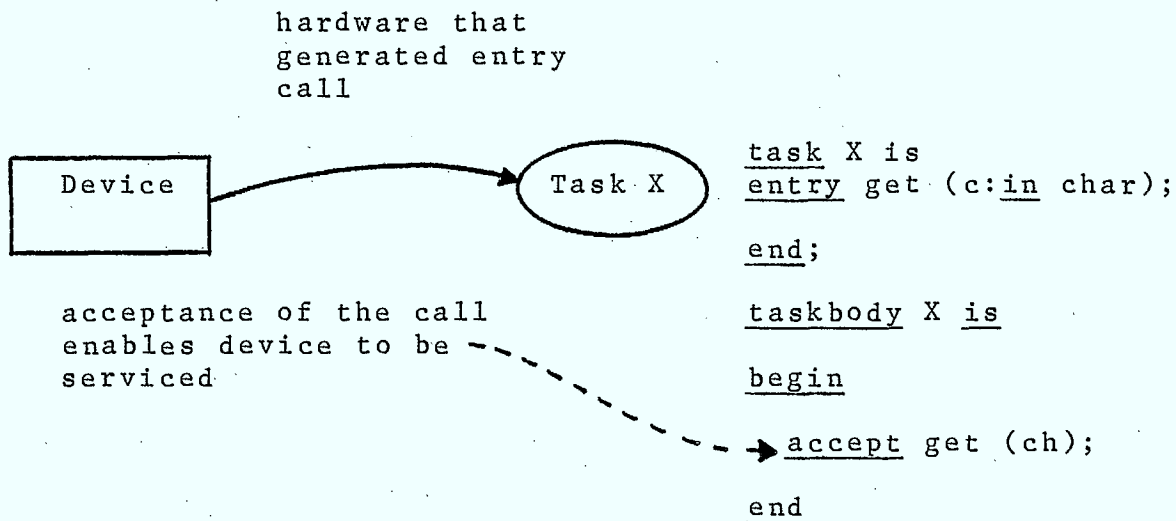 hardware that
generated entry
call
Device
Task X
task X is
entry get (c:in char);
end;
acceptance of the call
enables device to be
serviced
taskbody X is
begin
accept get (ch);
end